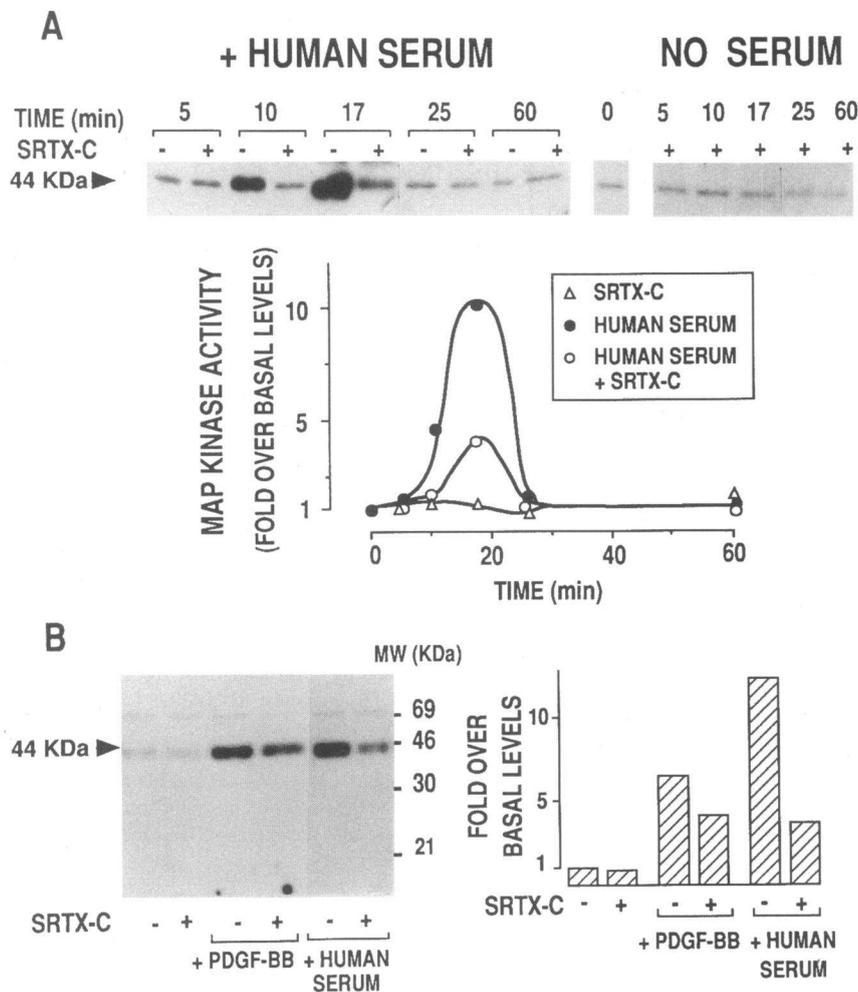 A
+ HUMAN SERUM NO SERUM
TIME (min) 5 10 17 25 60 0 5 10 17 25 60
SRTX-C - + - + - + - + - + + + + + +
44 KDa
MAP KINASE ACTIVITY
(FOLD OVER BASAL LEVELS)
10
5
1
SRTX-C
HUMAN SERUM
HUMAN SERUM
+ SRTX-C
0 20 40 60
TIME (min)
B
MW (KDa)
44 KDa
69
46
30
21
SRTX-C - + - + - +
+ PDGF-BB + HUMAN
SERUM
FOLD OVER
BASAL LEVELS
10
5
1
SRTX-C - + - + - +
+ PDGF-BB + HUMAN
SERUM